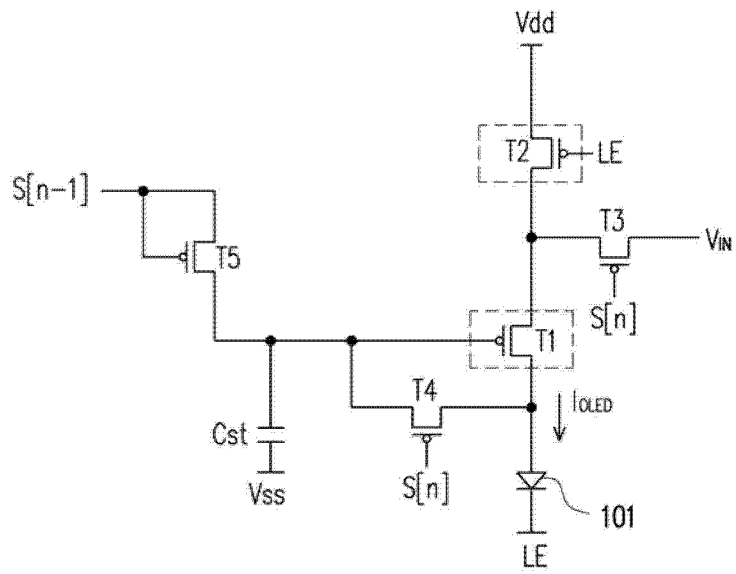 Vdd
T2
LE
S[n-1]
T3
VIN
T5
S[n]
T1
T4
IOLED
Cst
S[n]
Vss
101
LE